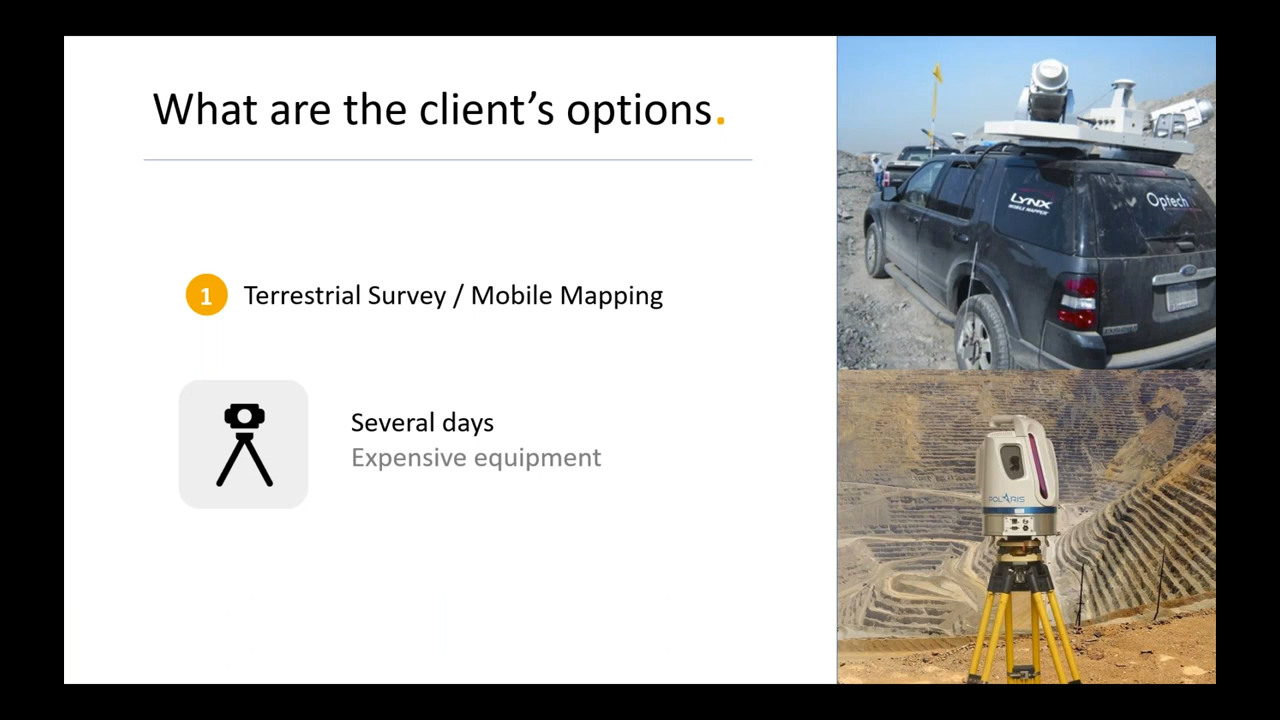 What are the client's options.
1 Terrestrial Survey / Mobile Mapping
Several days
Expensive equipment
LYNX
MOBILE MAPPER
Optech
POLARIS